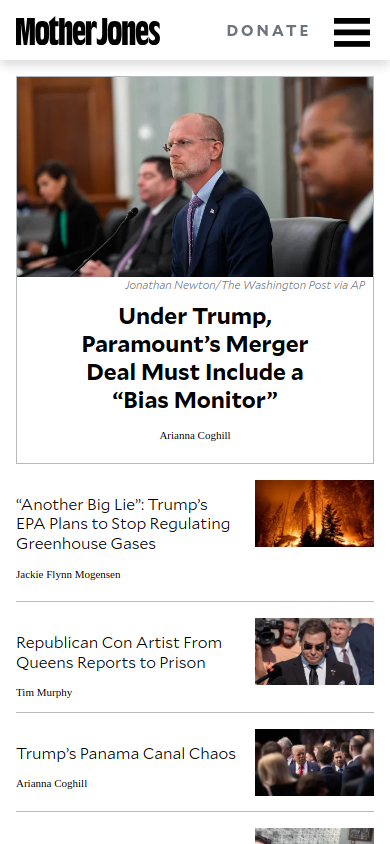 Mother Jones
DONATE
Jonathan Newton/The Washington Post via AP
Under Trump,
Paramount’s Merger
Deal Must Include a
“Bias Monitor”
Arianna Coghill
“Another Big Lie”: Trump’s
EPA Plans to Stop Regulating
Greenhouse Gases
Jackie Flynn Mogensen
Republican Con Artist From
Queens Reports to Prison
Tim Murphy
Trump’s Panama Canal Chaos
Arianna Coghill